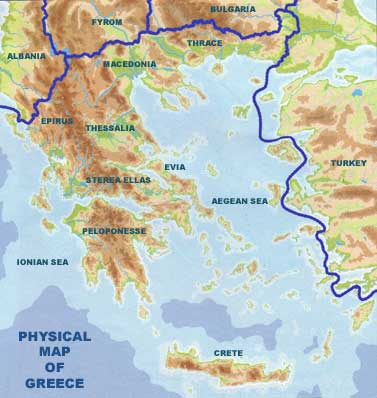 BULGARIA
FYROM
THRACE
ALBANIA
MACEDONIA
EPIRUS
THESSALIA
EVIA
TURKEY
STEREA ELLAS
AEGEAN SEA
PELOPONESSE
IONIAN SEA
PHYSICAL
MAP
OF
GREECE
CRETE